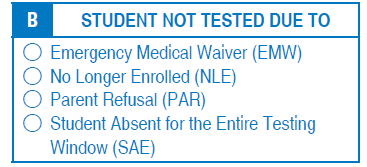 B STUDENT NOT TESTED DUE TO
Emergency Medical Waiver (EMW)
No Longer Enrolled (NLE)
Parent Refusal (PAR)
Student Absent for the Entire Testing
Window (SAE)